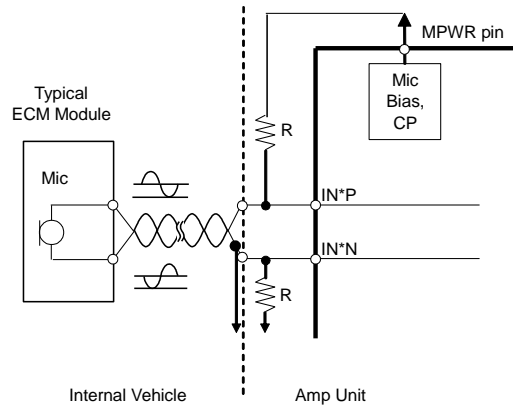 MPWR pin
Mic
Bias,
CP
Typical
ECM Module
R
Mic
IN*P
IN*N
R
Internal Vehicle
Amp Unit